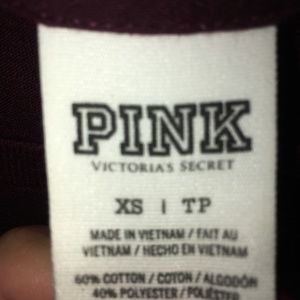 PINK
VICTORIA'S SECRET
XS | TP
MADE IN VIETNAM / FAIT AU
VIETNAM / HECHO EN VIETNAM
60% COTTON / COTON / ALGODÓN
40% POLYESTER / POLIÉSTER